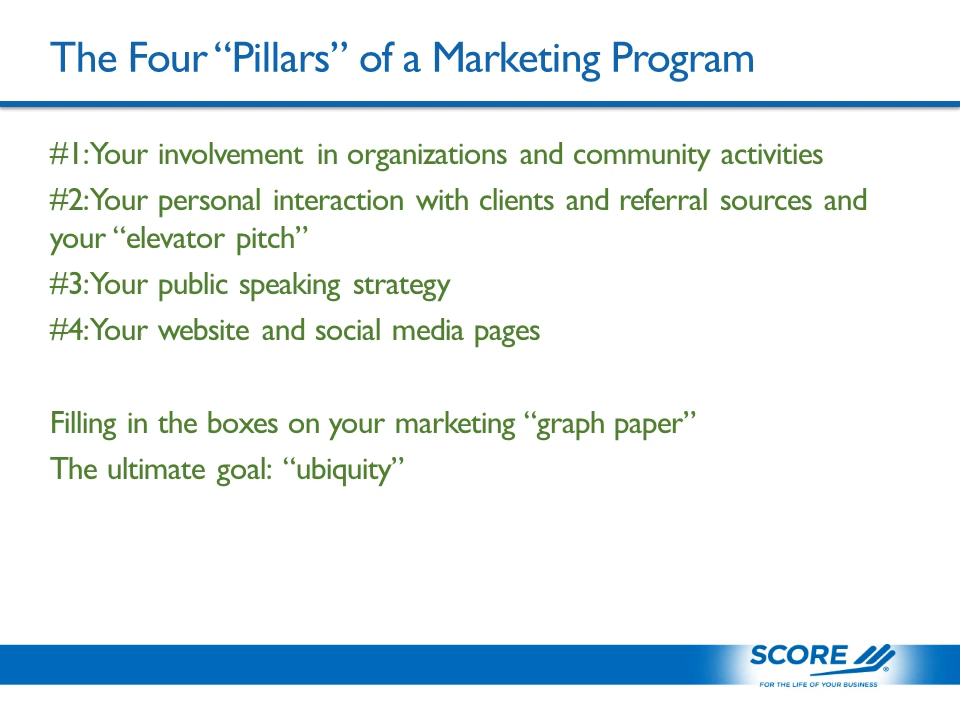 The Four “Pillars” of a Marketing Program
#1: Your involvement in organizations and community activities
#2: Your personal interaction with clients and referral sources and
your “elevator pitch”
#3: Your public speaking strategy
#4: Your website and social media pages
Filling in the boxes on your marketing “graph paper”
The ultimate goal: “ubiquity”
SCORE ®
FOR THE LIFE OF YOUR BUSINESS